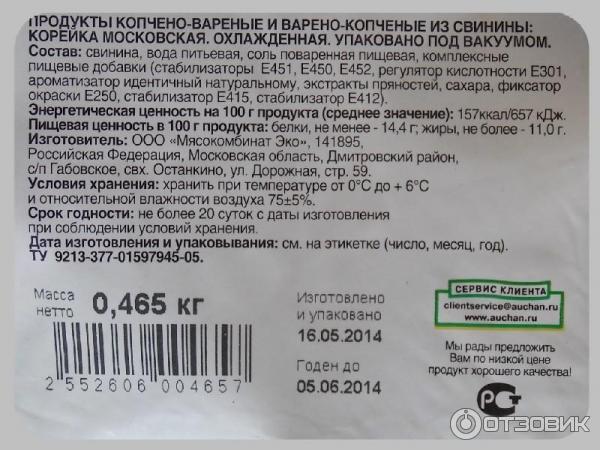 ПРОДУКТЫ КОПЧЕНО-ВАРЕНЫЕ И ВАРЕНО-КОПЧЕНЫЕ ИЗ СВИНИНЫ:
КОРЕЙКА МОСКОВСКАЯ. ОХЛАЖДЕННАЯ. УПАКОВАНО ПОД ВАКУУМОМ.
Состав: свинина, вода питьевая, соль поваренная пищевая, комплексные
пищевые добавки (стабилизаторы Е451, Е450, Е452, регулятор кислотности Е301,
ароматизатор идентичный натуральному, экстракты пряностей, сахара, фиксатор
окраски Е250, стабилизатор Е415, стабилизатор Е412).
Энергетическая ценность на 100 г продукта (среднее значение): 157ккал/657 кДж.
Пищевая ценность в 100 г продукта: белки, не менее - 14,4 г; жиры, не более - 11,0 г.
Изготовитель: ООО «Мясокомбинат Эко», 141895,
Российская Федерация, Московская область, Дмитровский район,
с/п Габовское, свх. Останкино, ул. Дорожная, стр. 59.
Условия хранения: хранить при температуре от 0°С до + 6°С
и относительной влажности воздуха 75±5%.
Срок годности: не более 20 суток с даты изготовления
при соблюдении условий хранения.
Дата изготовления и упаковывания: см. на этикетке (число, месяц, год).
ТУ 9213-377-01597945-05.
Масса
нетто 0,465 кг
Изготовлено
и упаковано
16.05.2014
Годен до
05.06.2014
2 552606 004657
СЕРВИС КЛИЕНТА
clientservice@auchan.ru
www.auchan.ru
Мы рады предложить
Вам по низкой цене
продукт хорошего качества!
РСТ
ОТЗОВИК